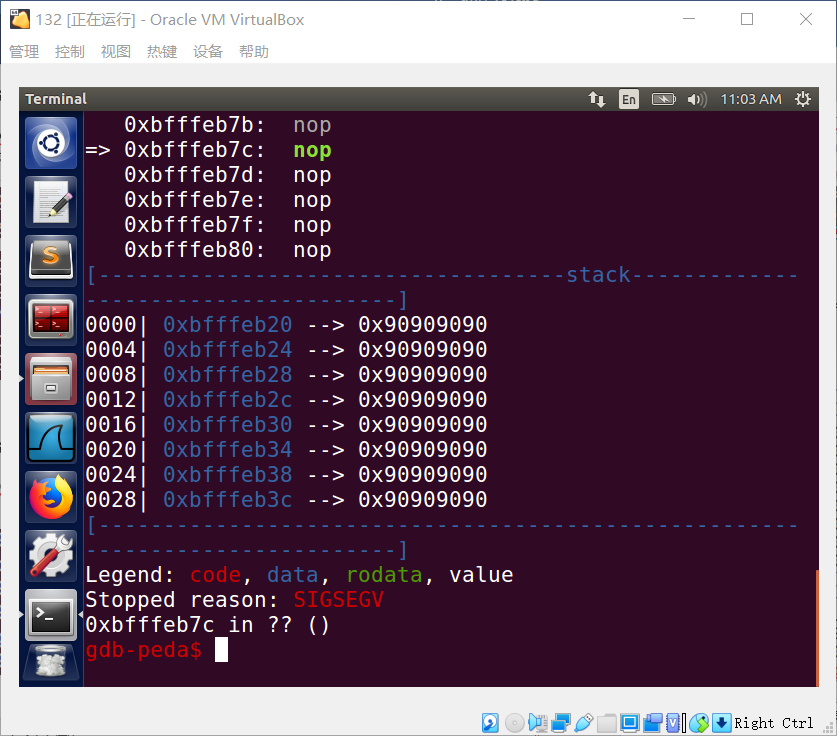 132 [正在运行] - Oracle VM VirtualBox
管理 控制 视图 热键 设备 帮助
Terminal En 11:03 AM
0xbfffeb7b: nop
=> 0xbfffeb7c: nop
0xbfffeb7d: nop
0xbfffeb7e: nop
0xbfffeb7f: nop
0xbfffeb80: nop
[------------------------------------stack-------------
------------------------]
0000| 0xbfffeb20 --> 0x90909090
0004| 0xbfffeb24 --> 0x90909090
0008| 0xbfffeb28 --> 0x90909090
0012| 0xbfffeb2c --> 0x90909090
0016| 0xbfffeb30 --> 0x90909090
0020| 0xbfffeb34 --> 0x90909090
0024| 0xbfffeb38 --> 0x90909090
0028| 0xbfffeb3c --> 0x90909090
[------------------------------------------------------
------------------------]
Legend: code, data, rodata, value
Stopped reason: SIGSEGV
0xbfffeb7c in ?? ()
gdb-peda$
Right Ctrl